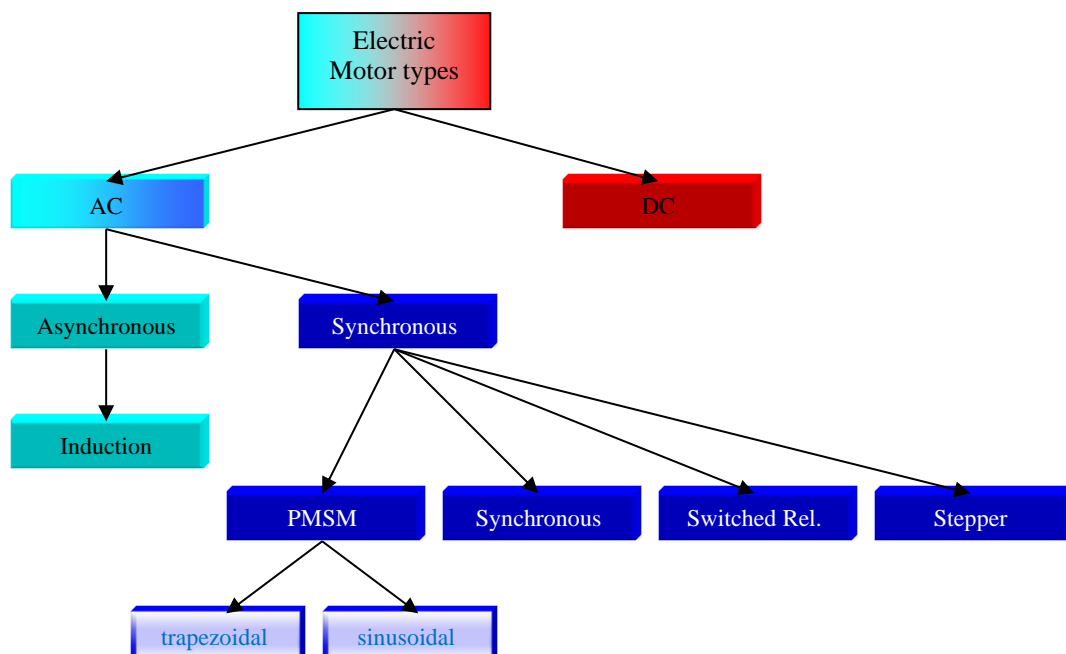 Electric
Motor types
AC
DC
Asynchronous
Synchronous
Induction
PMSM
Synchronous
Switched Rel.
Stepper
trapezoidal
sinusoidal